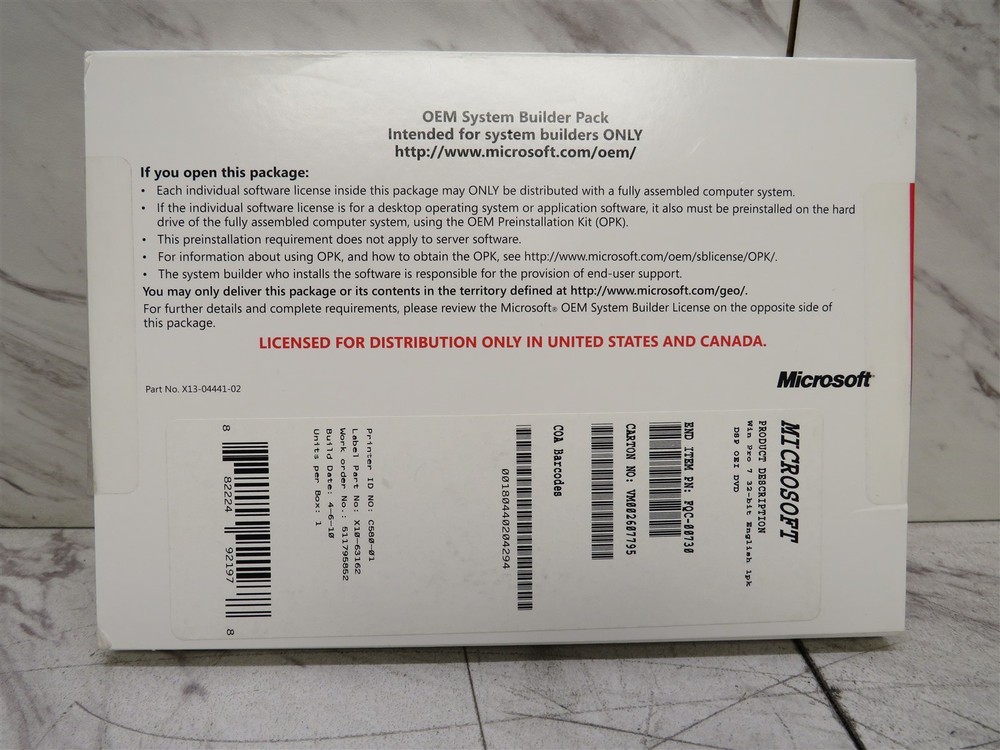 OEM System Builder Pack
Intended for system builders ONLY
http://www.microsoft.com/oem/
If you open this package:
• Each individual software license inside this package may ONLY be distributed with a fully assembled computer system.
• If the individual software license is for a desktop operating system or application software, it also must be preinstalled on the hard
drive of the fully assembled computer system, using the OEM Preinstallation Kit (OPK).
• This preinstallation requirement does not apply to server software.
• For information about using OPK, and how to obtain the OPK, see http://www.microsoft.com/oem/sblicense/OPK/.
• The system builder who installs the software is responsible for the provision of end-user support.
You may only deliver this package or its contents in the territory defined at http://www.microsoft.com/geo/.
For further details and complete requirements, please review the Microsoft® OEM System Builder License on the opposite side of
this package.
LICENSED FOR DISTRIBUTION ONLY IN UNITED STATES AND CANADA.
Part No. X13-04441-02
Microsoft
MICROSOFT
PRODUCT DESCRIPTION
Win Pro 7 32-bit English 1pk
DSP OEI DVD
END ITEM PN: FQC-00730
CARTON NO: VM002607795
COA Barcodes
00180440204294
Printer ID NO: C580-01
Label Part No: X10-63162
Work order No.: 511795852
Build Date: 4-6-10
Units per Box: 1
8 82224 92197 8